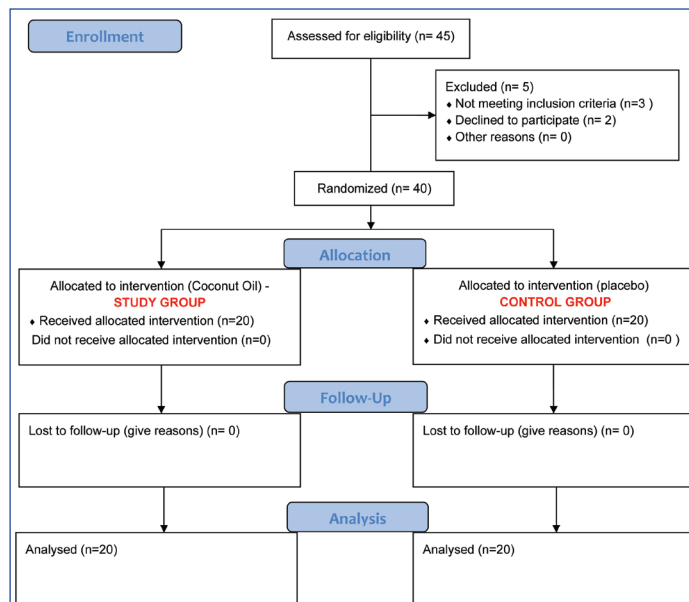 Enrollment
Assessed for eligibility (n= 45)
Excluded (n= 5)
♦ Not meeting inclusion criteria (n=3 )
♦ Declined to participate (n= 2)
♦ Other reasons (n= 0)
Randomized (n= 40)
Allocation
Allocated to intervention (Coconut Oil) -
STUDY GROUP
♦ Received allocated intervention (n=20)
Did not receive allocated intervention (n=0)
Allocated to intervention (placebo)
CONTROL GROUP
♦ Received allocated intervention (n=20)
♦ Did not receive allocated intervention (n=0 )
Follow-Up
Lost to follow-up (give reasons) (n= 0)
Lost to follow-up (give reasons) (n= 0)
Analysis
Analysed (n=20)
Analysed (n=20)